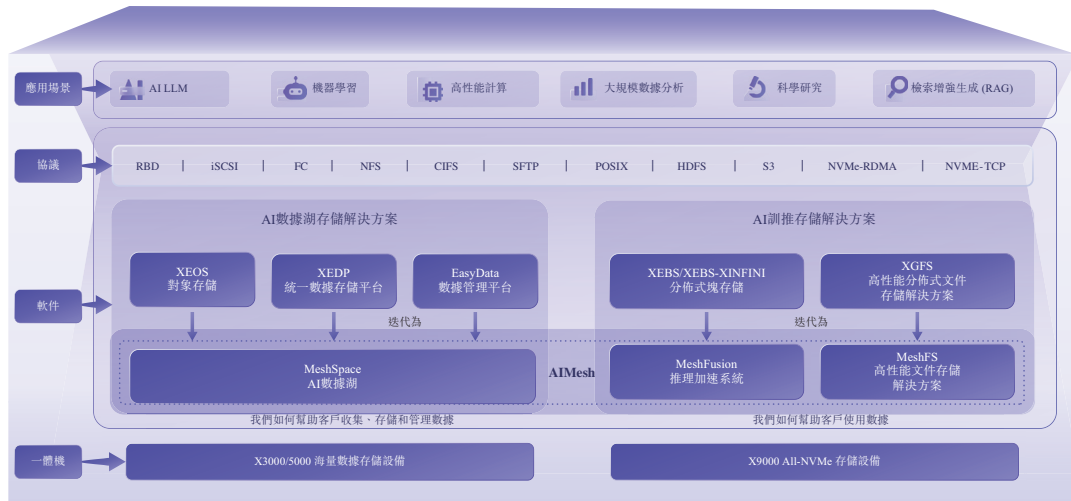 應用場景
AI LLM
機器學習
高性能計算
大規模數據分析
科學研究
檢索增強生成 (RAG)
協議
RBD | iSCSI | FC | NFS | CIFS | SFTP | POSIX | HDFS | S3 | NVMe-RDMA | NVME-TCP
軟件
AI數據湖存儲解決方案
XEOS
對象存儲
XEDP
統一數據存儲平台
EasyData
數據管理平台
迭代為
MeshSpace
AI數據湖
我們如何幫助客戶收集、存儲和管理數據
AIMesh
AI訓推存儲解決方案
XEBS/XEBS-XINFINI
分佈式塊存儲
XGFS
高性能分佈式文件
存儲解決方案
迭代為
MeshFusion
推理加速系統
MeshFS
高性能文件存儲
解決方案
我們如何幫助客戶使用數據
一體機
X3000/5000 海量數據存儲設備
X9000 All-NVMe 存儲設備